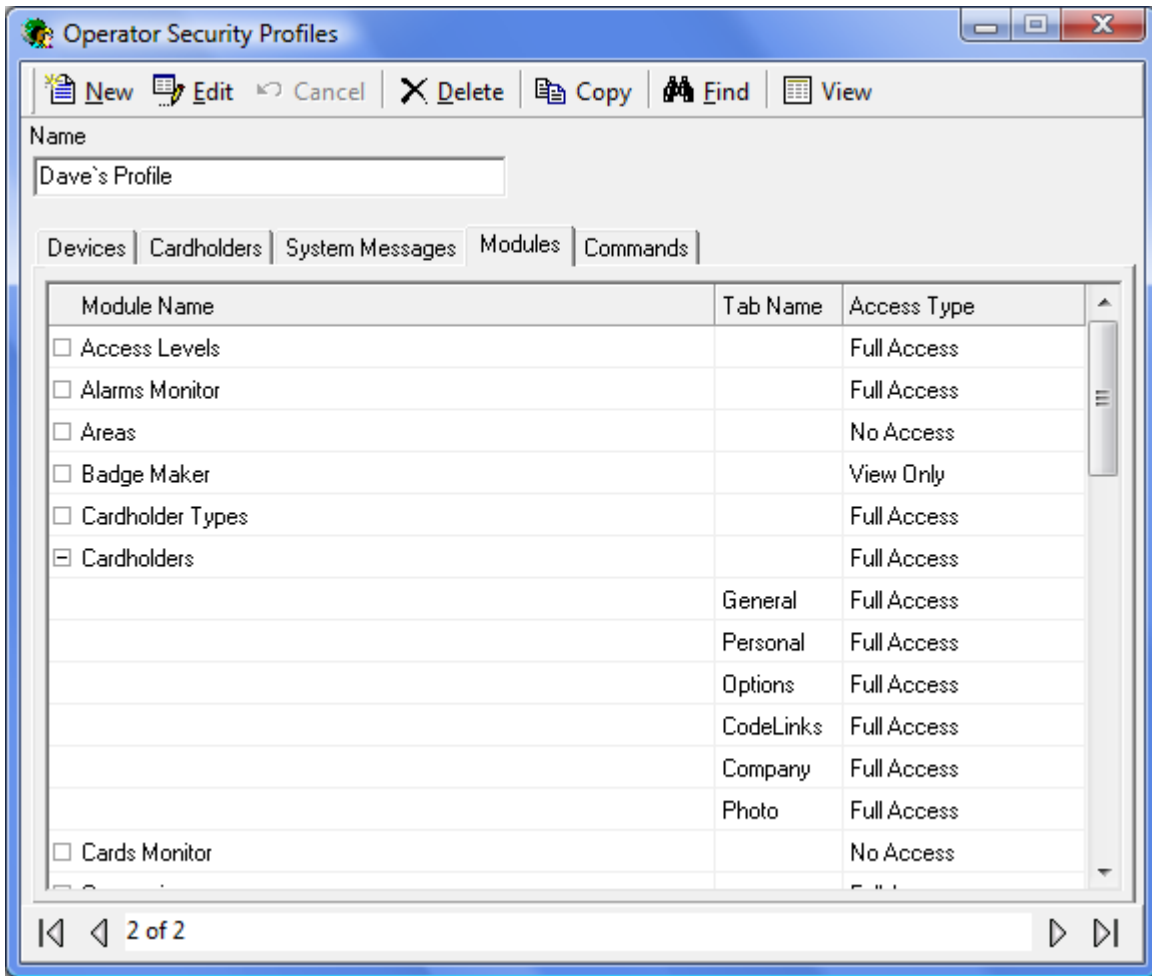 Operator Security Profiles
New Edit Cancel Delete Copy Find View
Name
Dave`s Profile
Devices Cardholders System Messages Modules Commands
Module Name Tab Name Access Type
Access Levels Full Access
Alarms Monitor Full Access
Areas No Access
Badge Maker View Only
Cardholder Types Full Access
Cardholders Full Access
General Full Access
Personal Full Access
Options Full Access
CodeLinks Full Access
Company Full Access
Photo Full Access
Cards Monitor No Access
2 of 2